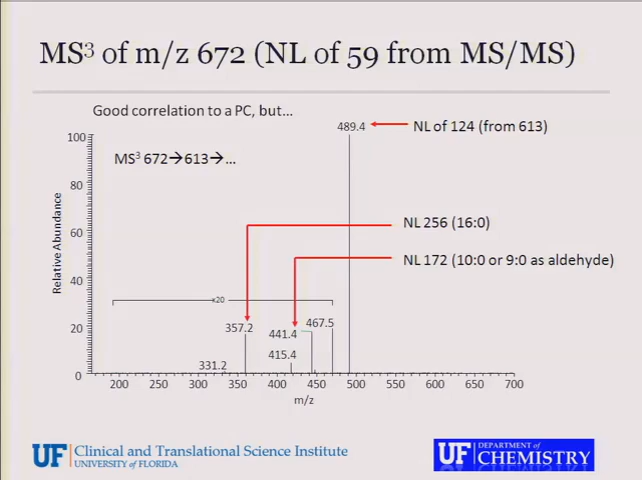 MS³ of m/z 672 (NL of 59 from MS/MS)
Good correlation to a PC, but...
489.4
NL of 124 (from 613)
MS³ 672→613→...
NL 256 (16:0)
NL 172 (10:0 or 9:0 as aldehyde)
x20
357.2
441.4
467.5
415.4
331.2
Relative Abundance
100
80
60
40
20
0
200 250 300 350 400 450 500 550 600 650 700
m/z
UF Clinical and Translational Science Institute
UNIVERSITY of FLORIDA
UF DEPARTMENT of
CHEMISTRY